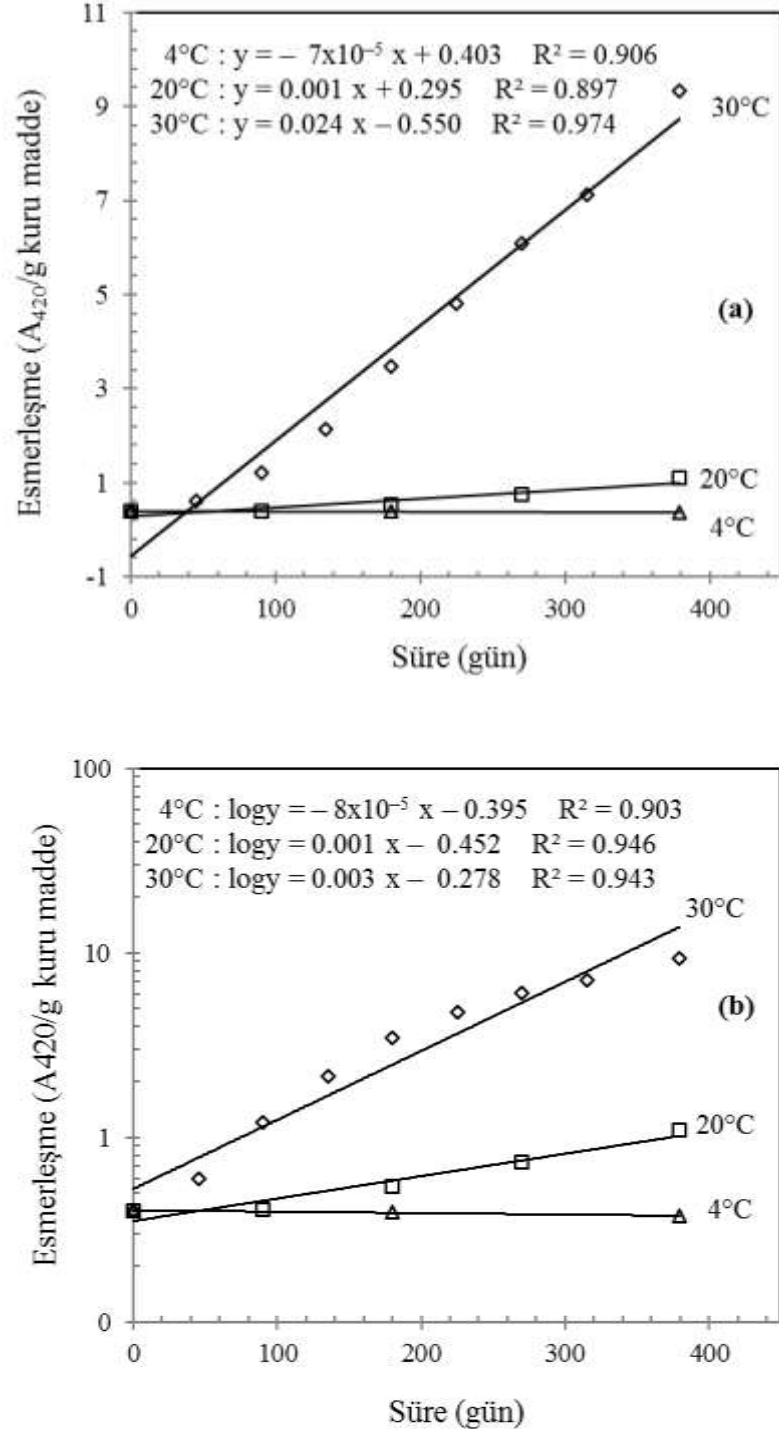 11
4°C : y = – 7x10⁻⁵ x + 0.403 R² = 0.906
20°C : y = 0.001 x + 0.295 R² = 0.897
30°C : y = 0.024 x – 0.550 R² = 0.974
30°C
9
7
5
(a)
3
1
20°C
4°C
-1
0 100 200 300 400
Esmerleşme (A₄₂₀/g kuru madde)
Süre (gün)
100
4°C : logy = – 8x10⁻⁵ x – 0.395 R² = 0.903
20°C : logy = 0.001 x – 0.452 R² = 0.946
30°C : logy = 0.003 x – 0.278 R² = 0.943
30°C
10
(b)
1
20°C
4°C
0
0 100 200 300 400
Esmerleşme (A420/g kuru madde)
Süre (gün)